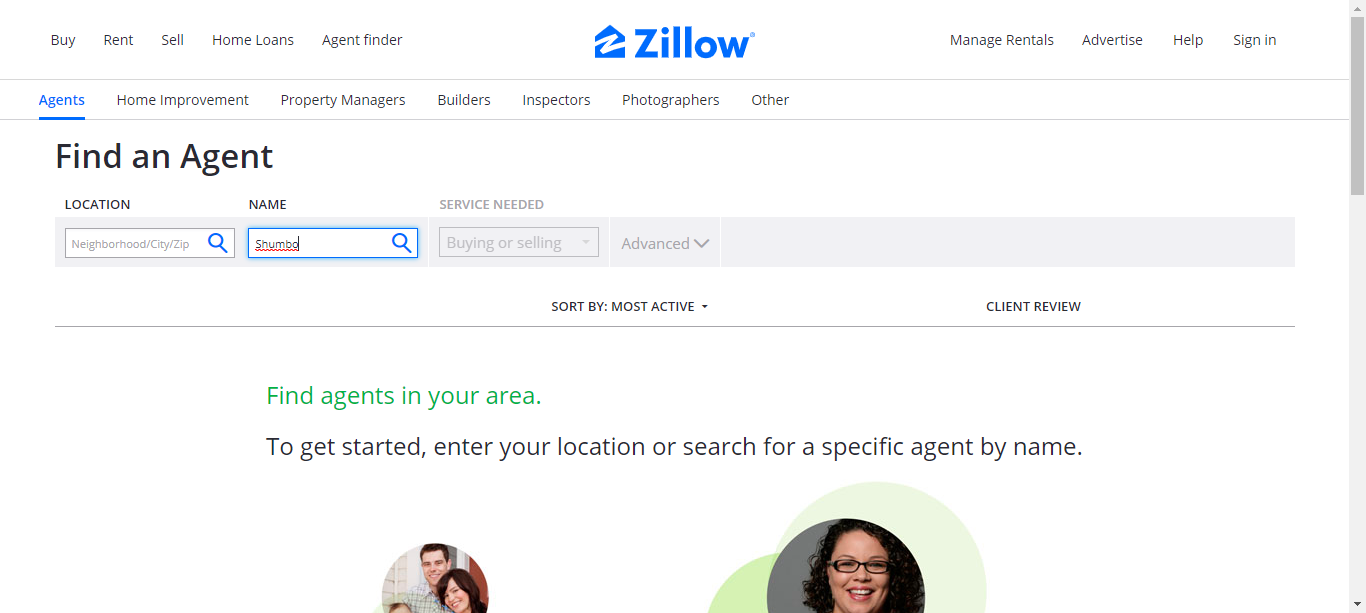 Buy Rent Sell Home Loans Agent finder Zillow® Manage Rentals Advertise Help Sign in
Agents Home Improvement Property Managers Builders Inspectors Photographers Other
Find an Agent
LOCATION NAME SERVICE NEEDED
Neighborhood/City/Zip Shumbo Buying or selling Advanced
SORT BY: MOST ACTIVE CLIENT REVIEW
Find agents in your area.
To get started, enter your location or search for a specific agent by name.